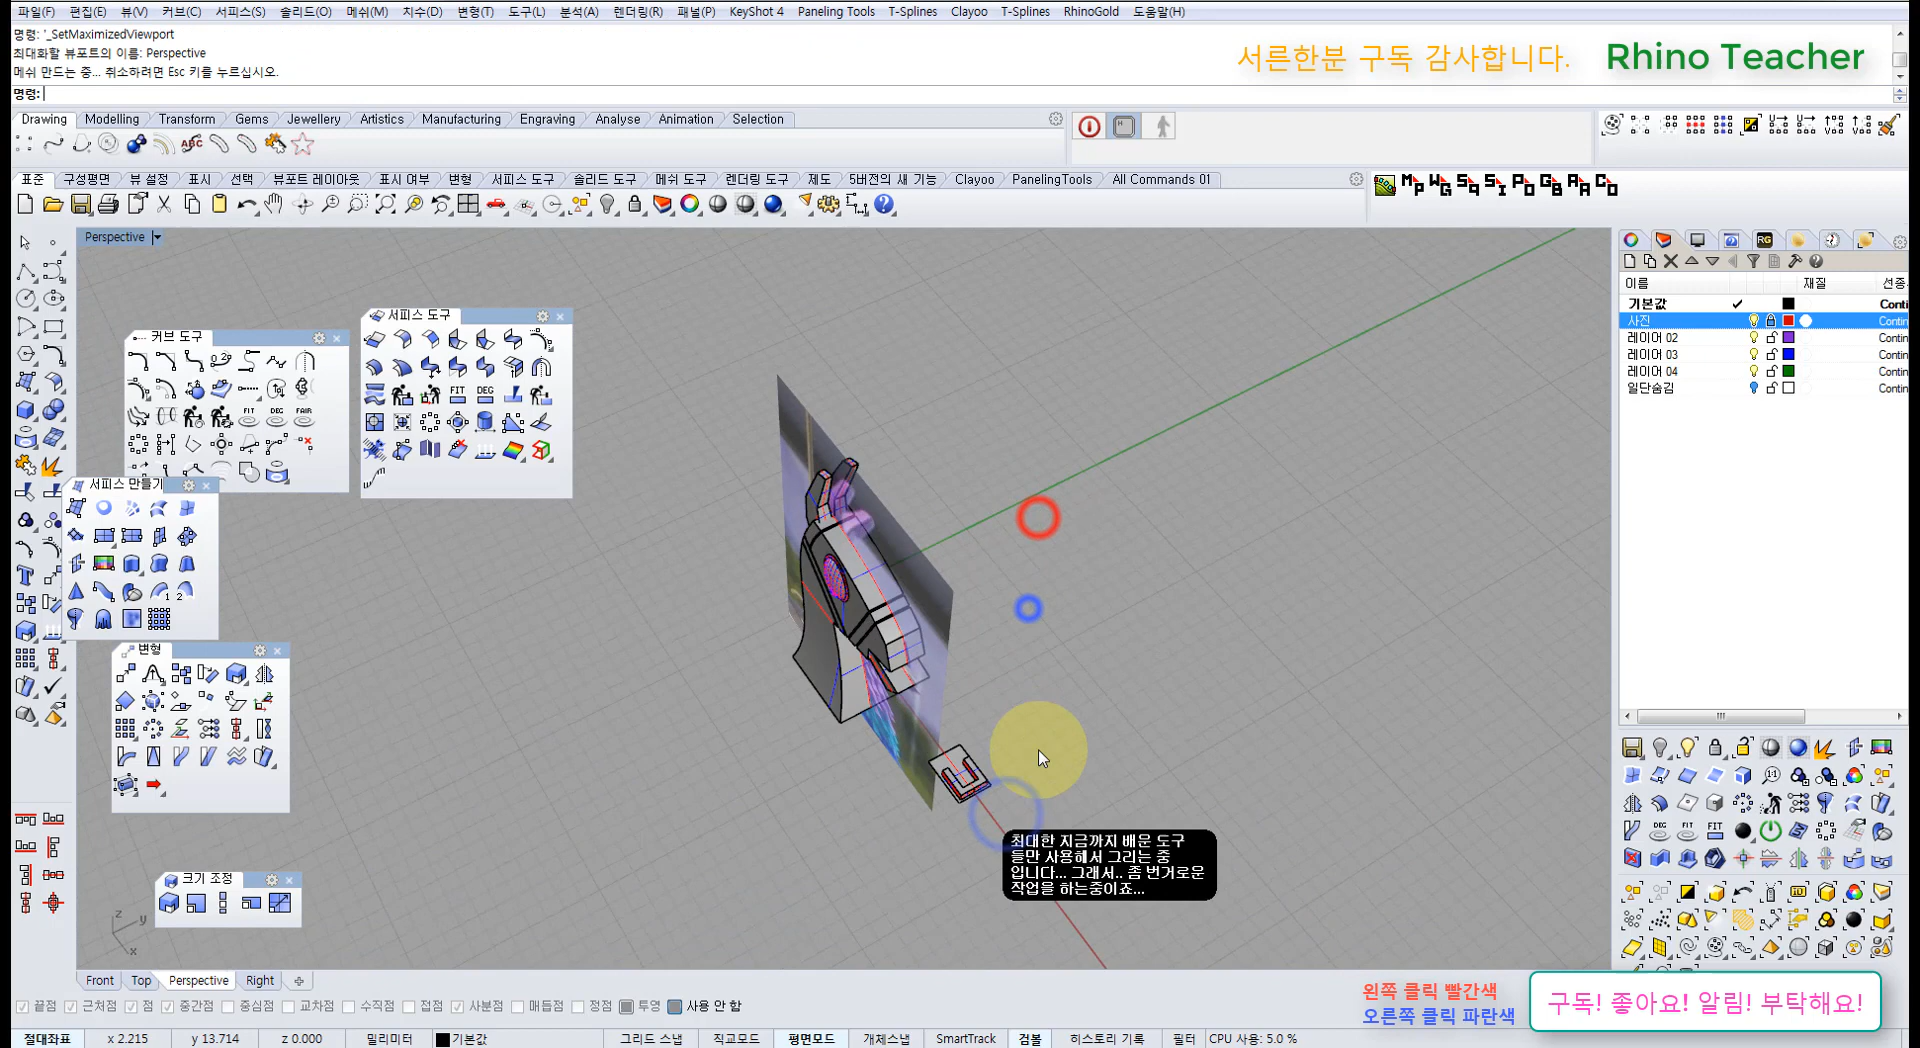 파일(F) 편집(E) 뷰(V) 커브(C) 서피스(S) 솔리드(O) 메쉬(M) 치수(D) 변형(T) 도구(L) 분석(A) 렌더링(R) 패널(P) KeyShot 4 Paneling Tools T-Splines Clayoo T-Splines RhinoGold 도움말(H)
명령: '_SetMaximizedViewport
최대화할 뷰포트의 이름: Perspective
메쉬 만드는 중... 취소하려면 Esc 키를 누르십시오.
명령:
서른한분 구독 감사합니다. Rhino Teacher
Drawing Modelling Transform Gems Jewellery Artistics Manufacturing Engraving Analyse Animation Selection
표준 구성평면 뷰 설정 표시 선택 뷰포트 레이아웃 표시 여부 변형 서피스 도구 솔리드 도구 메쉬 도구 렌더링 도구 제도 5버전의 새 기능 Clayoo PanelingTools All Commands 01
Perspective
커브 도구
서피스 도구
서피스 만들기
변형
크기 조정
이름 재질 선종
기본값 Conti
사진 Contin
레이어 02 Contin
레이어 03 Contin
레이어 04 Contin
일단숨김 Contin
최대한 지금까지 배운 도구
들만 사용해서 그리는 중
입니다... 그래서.. 좀 번거로운
작업을 하는중이죠...
z y x
Front Top Perspective Right
끝점 근처점 점 중간점 중심점 교차점 수직점 접점 사분점 매듭점 정점 투영 사용 안 함
왼쪽 클릭 빨간색
오른쪽 클릭 파란색
구독! 좋아요! 알림! 부탁해요!
절대좌표 x 2.215 y 13.714 z 0.000 밀리미터 기본값 그리드 스냅 직교모드 평면모드 개체스냅 SmartTrack 검볼 히스토리 기록 필터 CPU 사용: 5.0 %